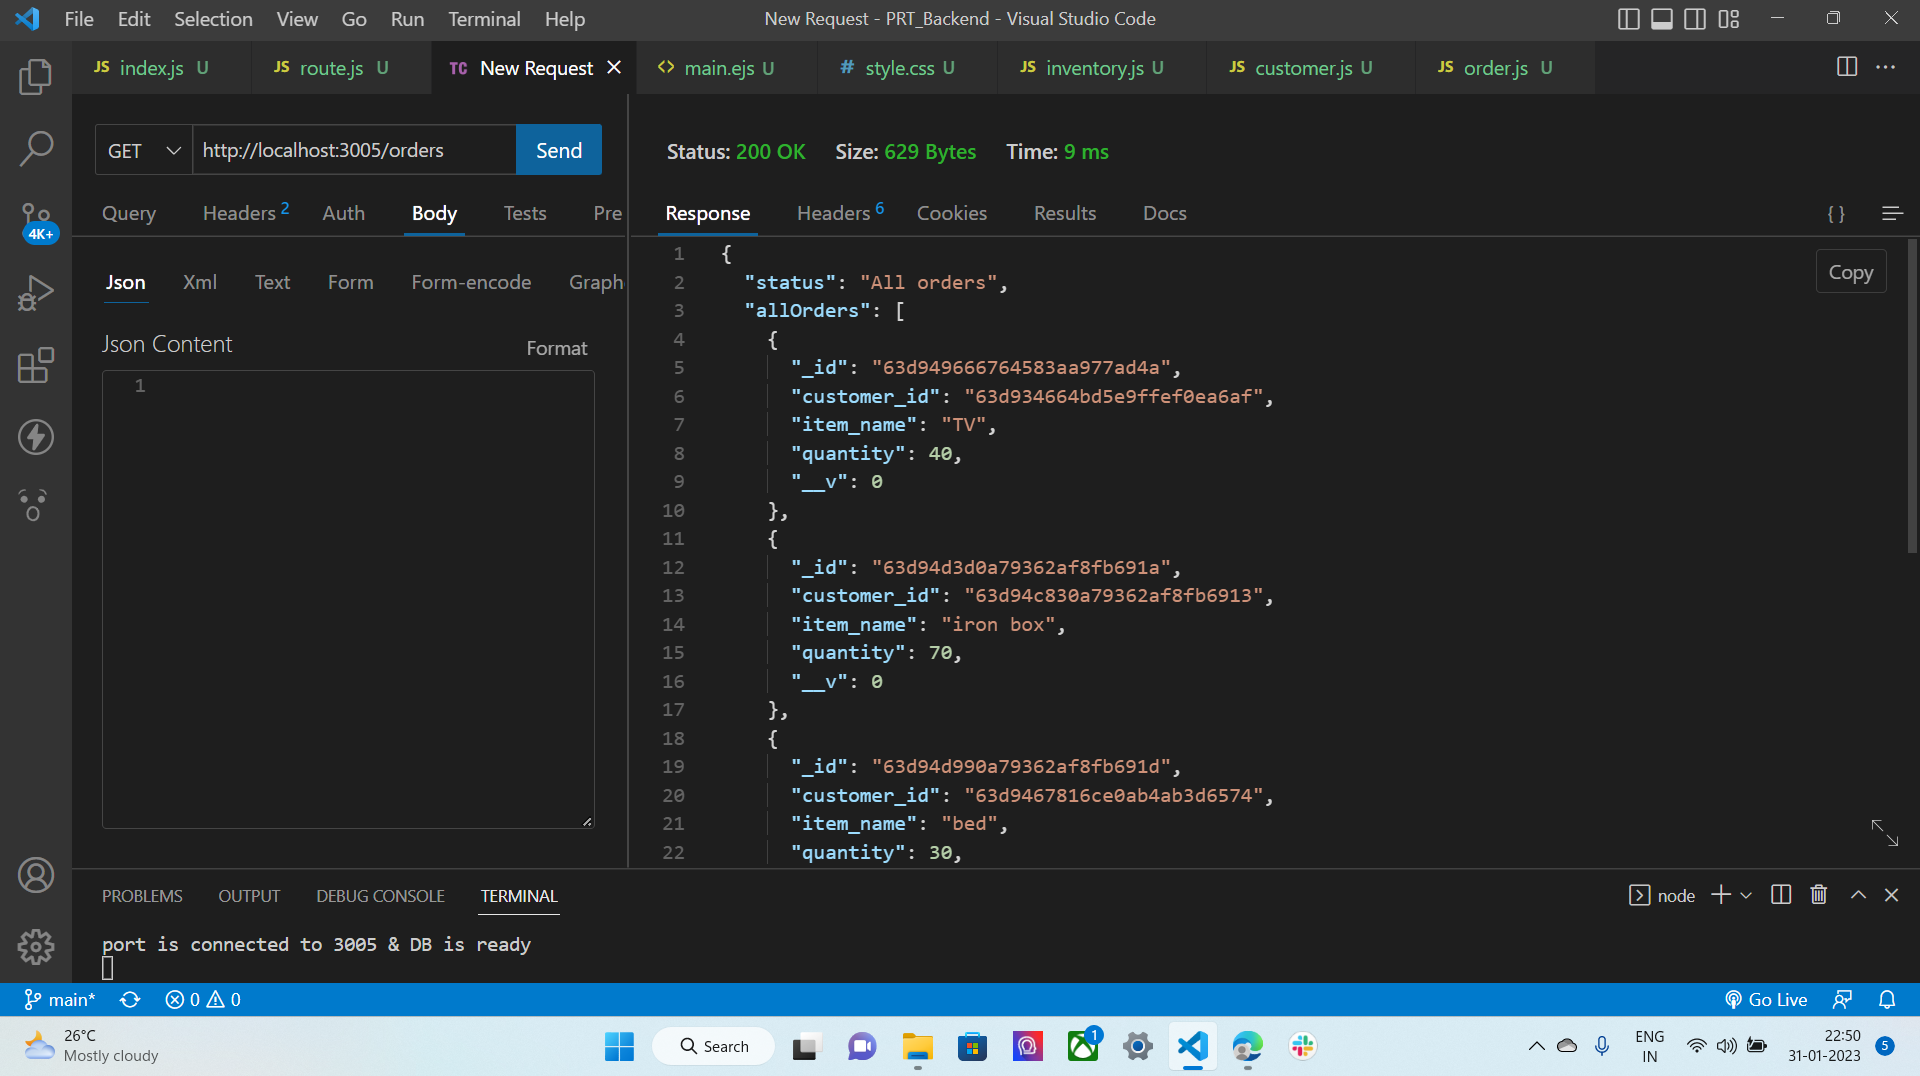 File Edit Selection View Go Run Terminal Help New Request - PRT_Backend - Visual Studio Code
JS index.js U JS route.js U TC New Request <> main.ejs U # style.css U JS inventory.js U JS customer.js U JS order.js U
GET http://localhost:3005/orders Send
Status: 200 OK Size: 629 Bytes Time: 9 ms
Query Headers 2 Auth Body Tests Pre
Response Headers 6 Cookies Results Docs { }
4K+
Json Xml Text Form Form-encode Graph
Json Content Format
1
Copy
1 {
2 "status": "All orders",
3 "allOrders": [
4 {
5 "_id": "63d949666764583aa977ad4a",
6 "customer_id": "63d934664bd5e9ffef0ea6af",
7 "item_name": "TV",
8 "quantity": 40,
9 "__v": 0
10 },
11 {
12 "_id": "63d94d3d0a79362af8fb691a",
13 "customer_id": "63d94c830a79362af8fb6913",
14 "item_name": "iron box",
15 "quantity": 70,
16 "__v": 0
17 },
18 {
19 "_id": "63d94d990a79362af8fb691d",
20 "customer_id": "63d9467816ce0ab4ab3d6574",
21 "item_name": "bed",
22 "quantity": 30,
PROBLEMS OUTPUT DEBUG CONSOLE TERMINAL node
port is connected to 3005 & DB is ready
main* 0 0 Go Live
26°C
Mostly cloudy
Search
1
ENG
IN
22:50
31-01-2023
5